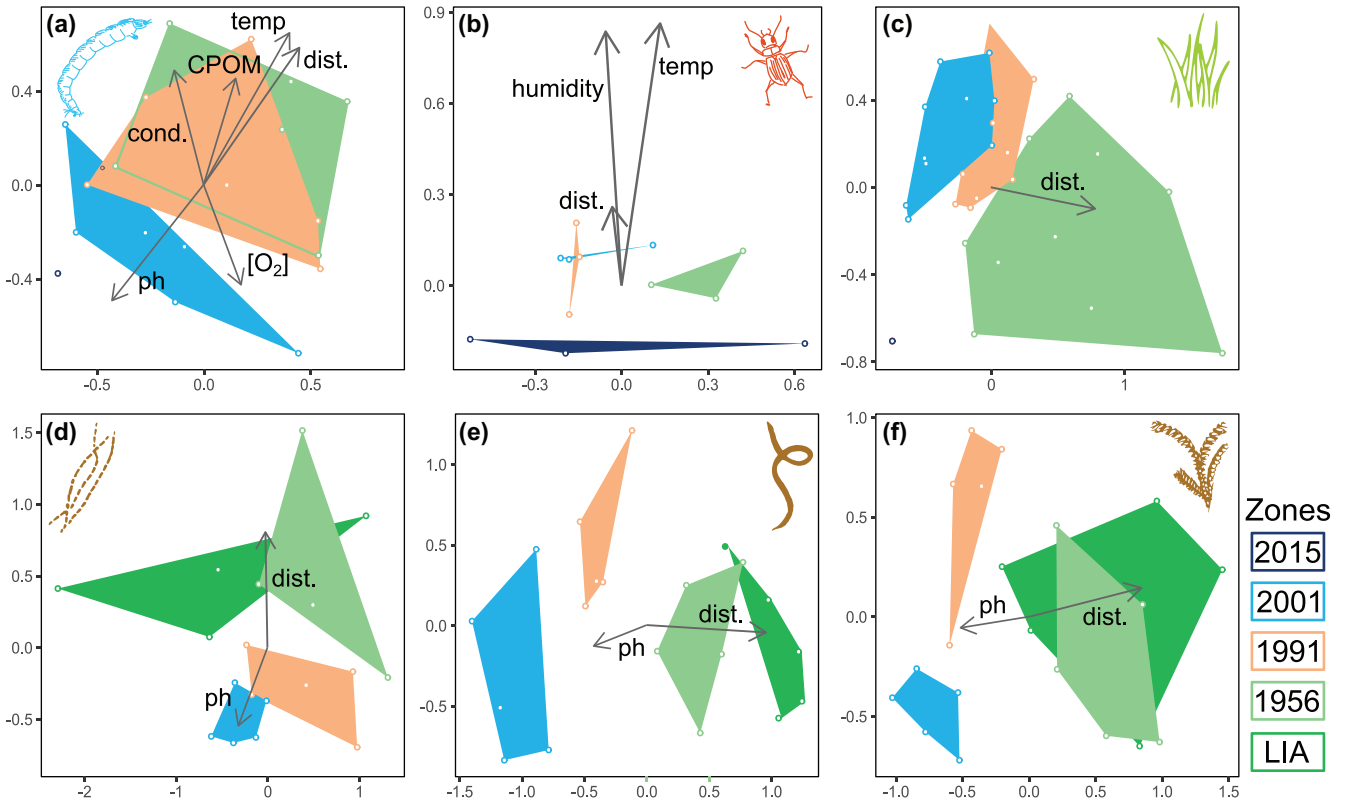 (a)
temp
dist.
CPOM
cond.
[O₂]
ph
0.4
0.0
-0.4
-0.5
0.0
0.5
(b)
humidity
temp
dist.
0.9
0.6
0.3
0.0
-0.3
0.0
0.3
0.6
(c)
dist.
0.4
0.0
-0.4
-0.8
0
1
(d)
dist.
ph
1.5
1.0
0.5
0.0
-0.5
-2
-1
0
1
(e)
dist.
ph
1.0
0.5
0.0
-0.5
-1.5
-1.0
-0.5
0.0
0.5
1.0
(f)
ph
dist.
1.0
0.5
0.0
-0.5
-1.0
-0.5
0.0
0.5
1.0
1.5
Zones
2015
2001
1991
1956
LIA